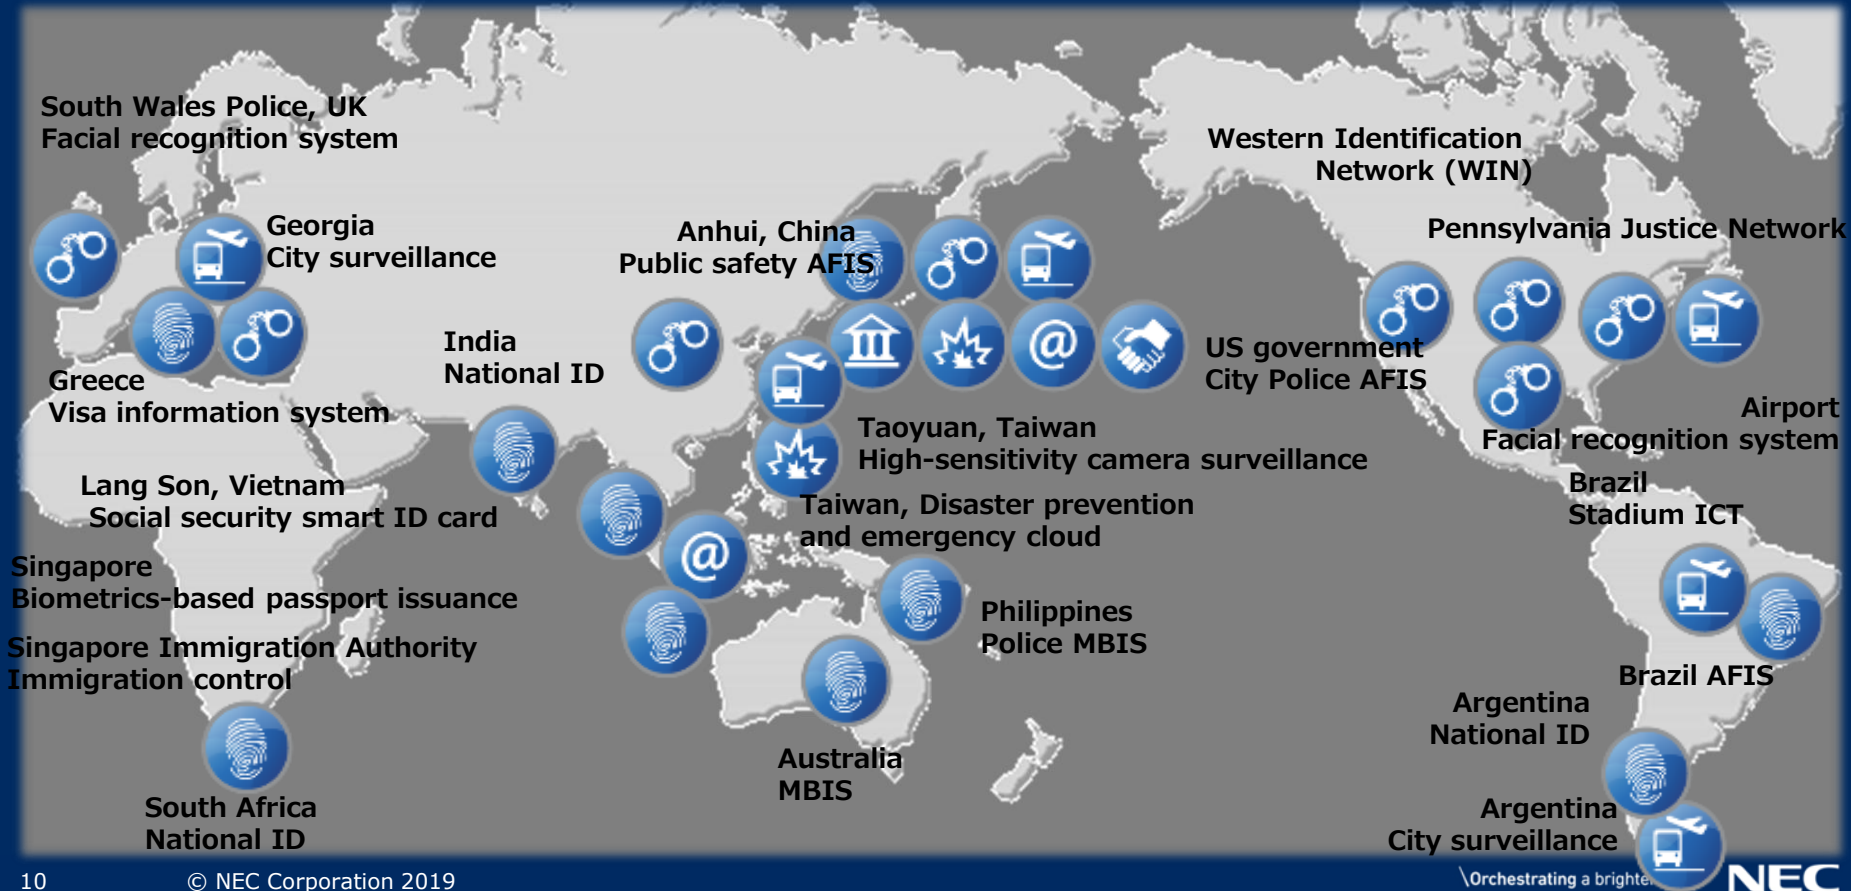 South Wales Police, UK
Facial recognition system
Western Identification
Network (WIN)
Georgia
City surveillance
Anhui, China
Public safety AFIS
Pennsylvania Justice Network
India
National ID
US government
City Police AFIS
Greece
Visa information system
Airport
Facial recognition system
Taoyuan, Taiwan
High-sensitivity camera surveillance
Lang Son, Vietnam
Social security smart ID card
Brazil
Stadium ICT
Taiwan, Disaster prevention
and emergency cloud
Singapore
Biometrics-based passport issuance
Philippines
Police MBIS
Singapore Immigration Authority
Immigration control
Brazil AFIS
Argentina
National ID
Australia
MBIS
South Africa
National ID
Argentina
City surveillance
@
@
10
© NEC Corporation 2019
\Orchestrating a brighte
NEC